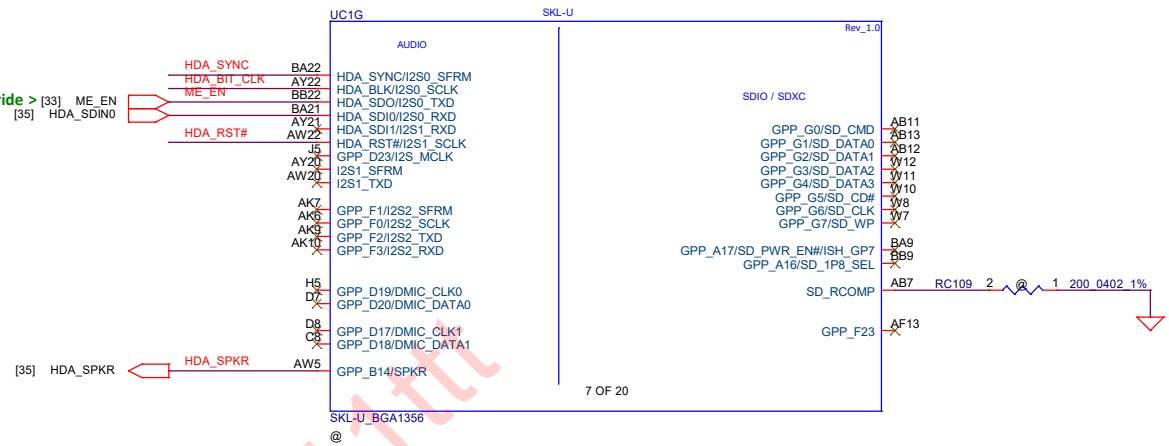 UC1G SKL-U
Rev_1.0
AUDIO
SDIO / SDXC
HDA_SYNC BA22 HDA_SYNC/I2S0_SFRM
HDA_BIT_CLK AY22 HDA_BLK/I2S0_SCLK
ride > [33] ME_EN ME_EN BB22 HDA_SDO/I2S0_TXD
[35] HDA_SDIN0 BA21 HDA_SDI0/I2S0_RXD
AY21 HDA_SDI1/I2S1_RXD
HDA_RST# AW22 HDA_RST#/I2S1_SCLK
J5 GPP_D23/I2S_MCLK
AY20 I2S1_SFRM
AW20 I2S1_TXD
AK7 GPP_F1/I2S2_SFRM
AK6 GPP_F0/I2S2_SCLK
AK9 GPP_F2/I2S2_TXD
AK10 GPP_F3/I2S2_RXD
H5 GPP_D19/DMIC_CLK0
D7 GPP_D20/DMIC_DATA0
D8 GPP_D17/DMIC_CLK1
C8 GPP_D18/DMIC_DATA1
[35] HDA_SPKR HDA_SPKR AW5 GPP_B14/SPKR
GPP_G0/SD_CMD AB11
GPP_G1/SD_DATA0 AB13
GPP_G2/SD_DATA1 AB12
GPP_G3/SD_DATA2 W12
GPP_G4/SD_DATA3 W11
GPP_G5/SD_CD# W10
GPP_G6/SD_CLK W8
GPP_G7/SD_WP W7
GPP_A17/SD_PWR_EN#/ISH_GP7 BA9
GPP_A16/SD_1P8_SEL BB9
SD_RCOMP AB7 RC109 2 @ 1 200_0402_1%
GPP_F23 AF13
7 OF 20
SKL-U_BGA1356
@